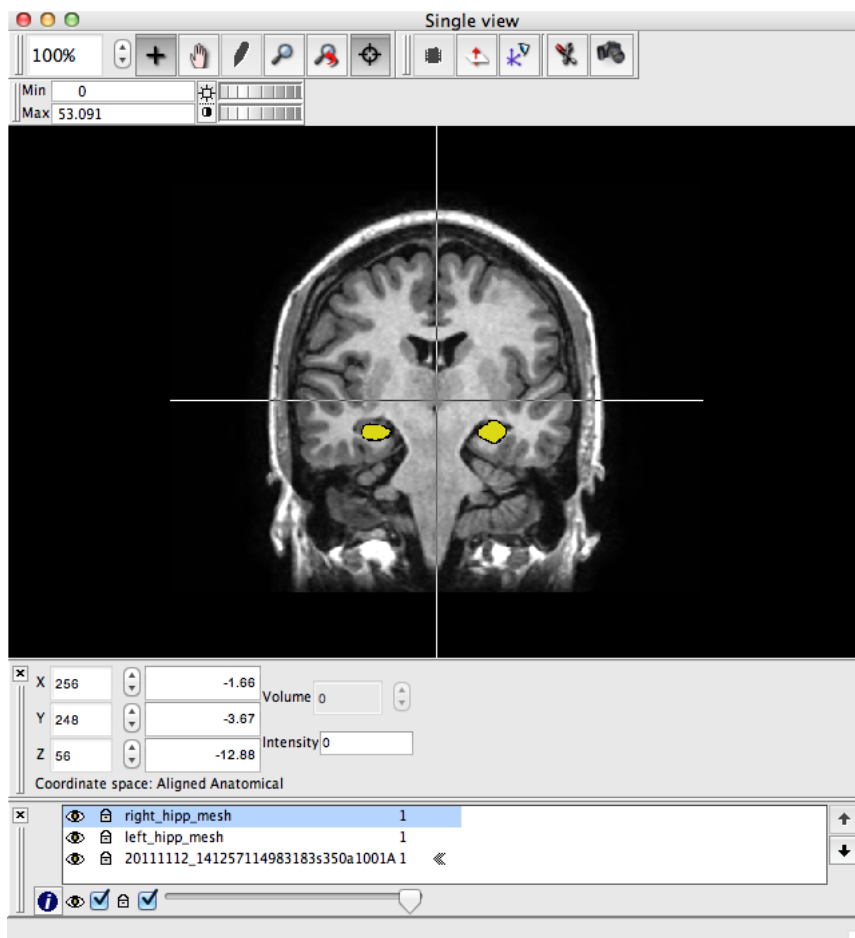 Single view
100%
Min 0
Max 53.091
X 256 -1.66
Volume 0
Y 248 -3.67
Intensity 0
Z 56 -12.88
Coordinate space: Aligned Anatomical
right_hipp_mesh 1
left_hipp_mesh 1
20111112_141257114983183s350a1001A 1